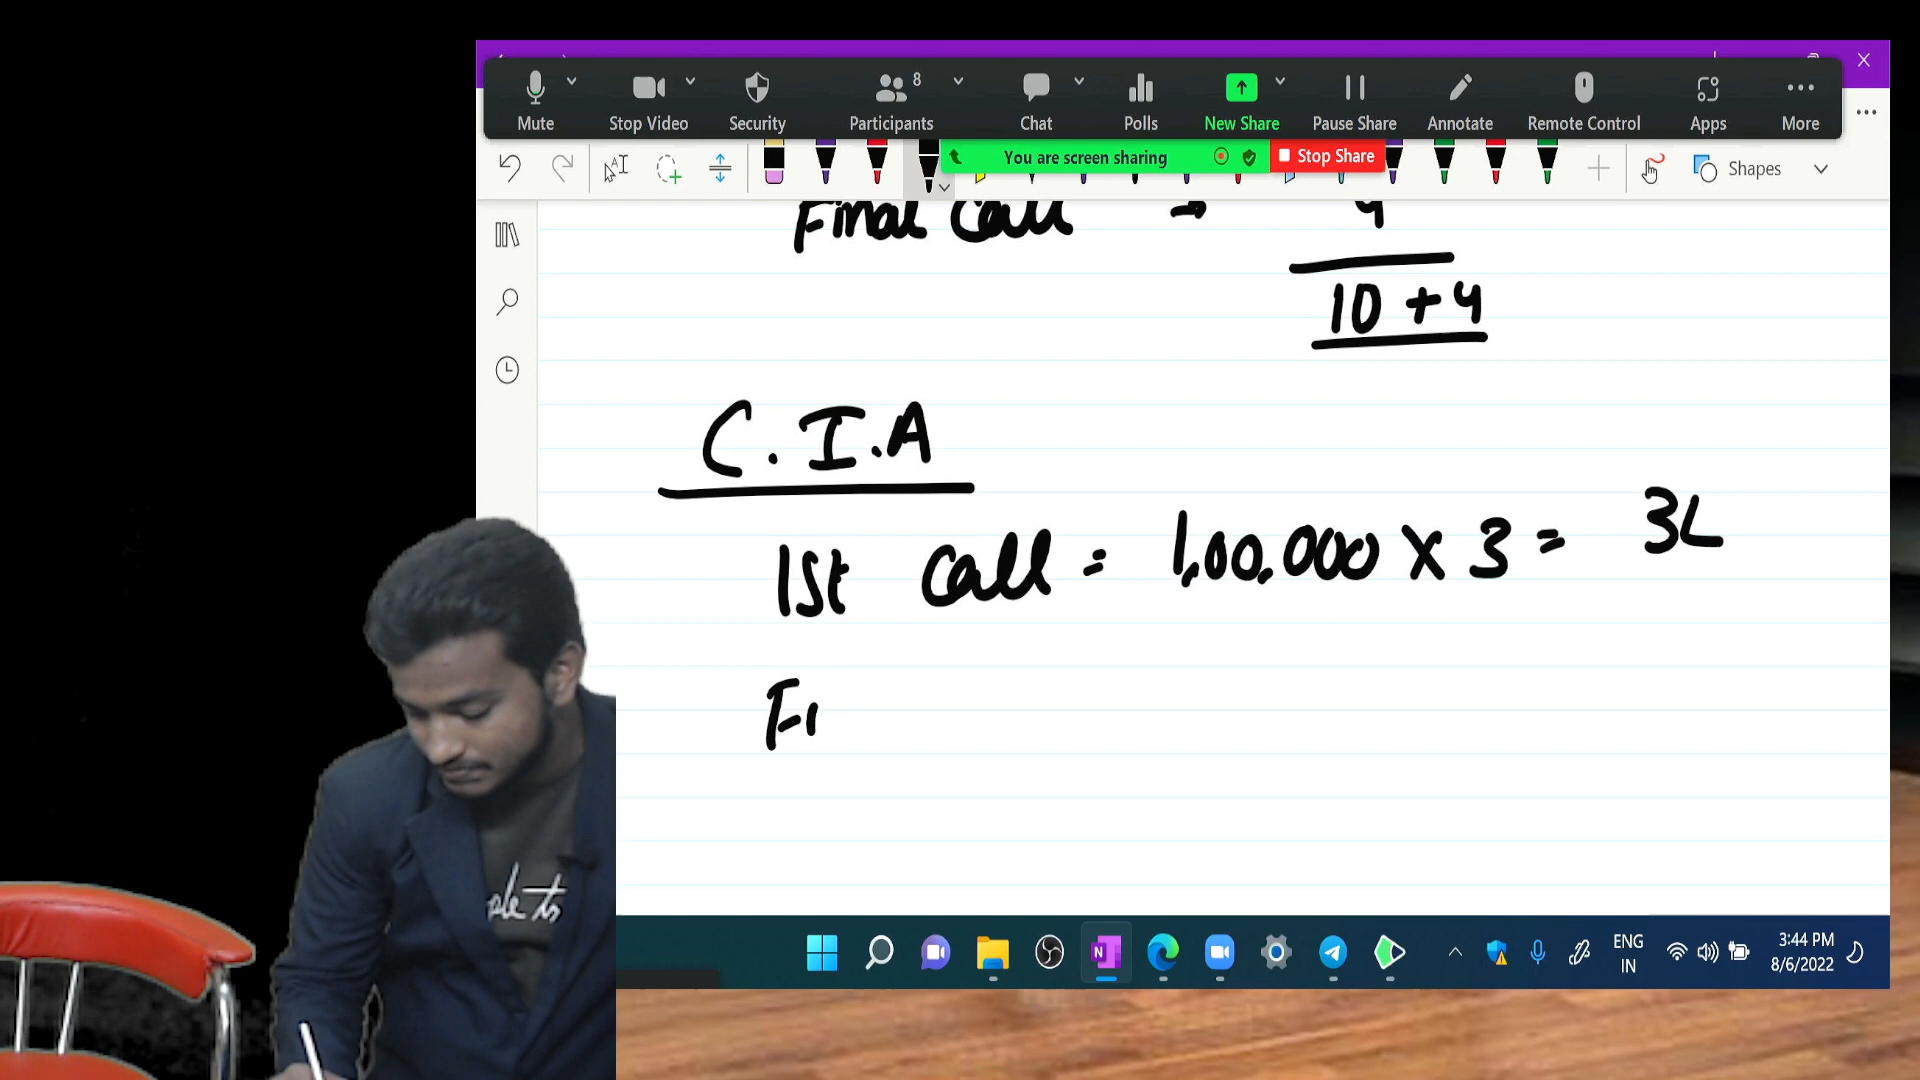 8
Mute
Stop Video
Security
Participants
Chat
Polls
New Share
Pause Share
Annotate
Remote Control
Apps
More
You are screen sharing
Stop Share
Shapes
Final Call → 4
10 + 4
C.I.A
1st Call = 1,00,000 X 3 = 3L
Fi
ENG
IN
3:44 PM
8/6/2022